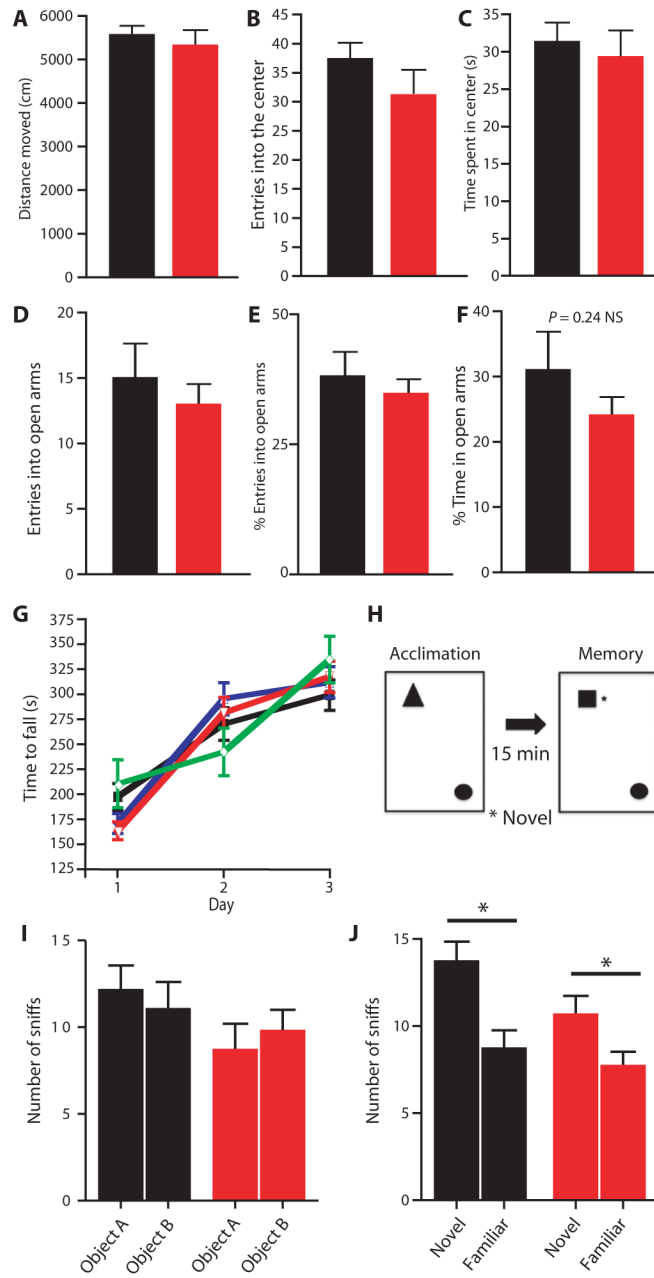 A
Distance moved (cm)
6000
5000
4000
6000
3000
2000
1000
0
B
Entries into the center
45
40
35
30
25
20
15
10
5
0
C
Time spent in center (s)
35
30
25
20
15
10
5
0
D
Entries into open arms
20
15
10
5
0
E
% Entries into open arms
50
25
0
F
P = 0.24 NS
% Time in open arms
40
30
20
10
0
G
Time to fall (s)
375
350
325
300
275
250
225
200
175
150
125
1 2 3
Day
H
Acclimation
Memory
*
15 min
* Novel
I
Number of sniffs
15
10
5
0
Object A
Object B
Object A
Object B
J
* *
Number of sniffs
15
10
5
0
Novel
Familiar
Novel
Familiar